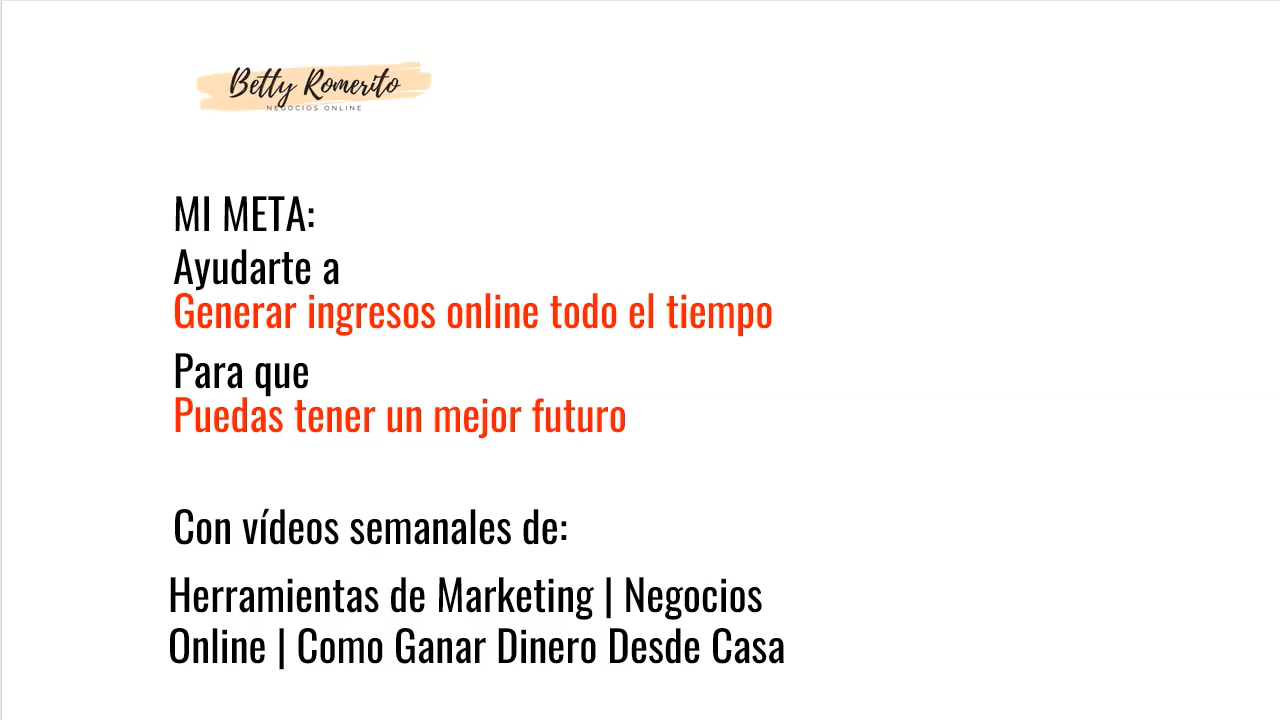 Betty Romerito
NEGOCIOS ONLINE
MI META:
Ayudarte a
Generar ingresos online todo el tiempo
Para que
Puedas tener un mejor futuro
Con vídeos semanales de:
Herramientas de Marketing | Negocios
Online | Como Ganar Dinero Desde Casa